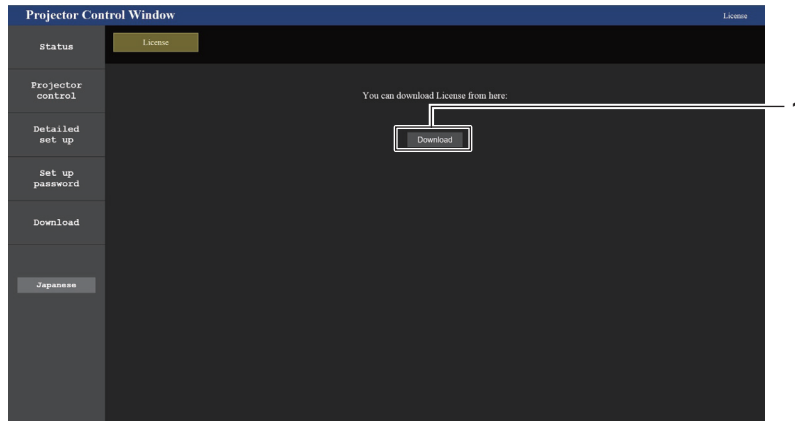 Projector Control Window
License
Status
License
Projector
control
You can download License from here:
Detailed
set up
Download
Set up
password
Download
Japanese